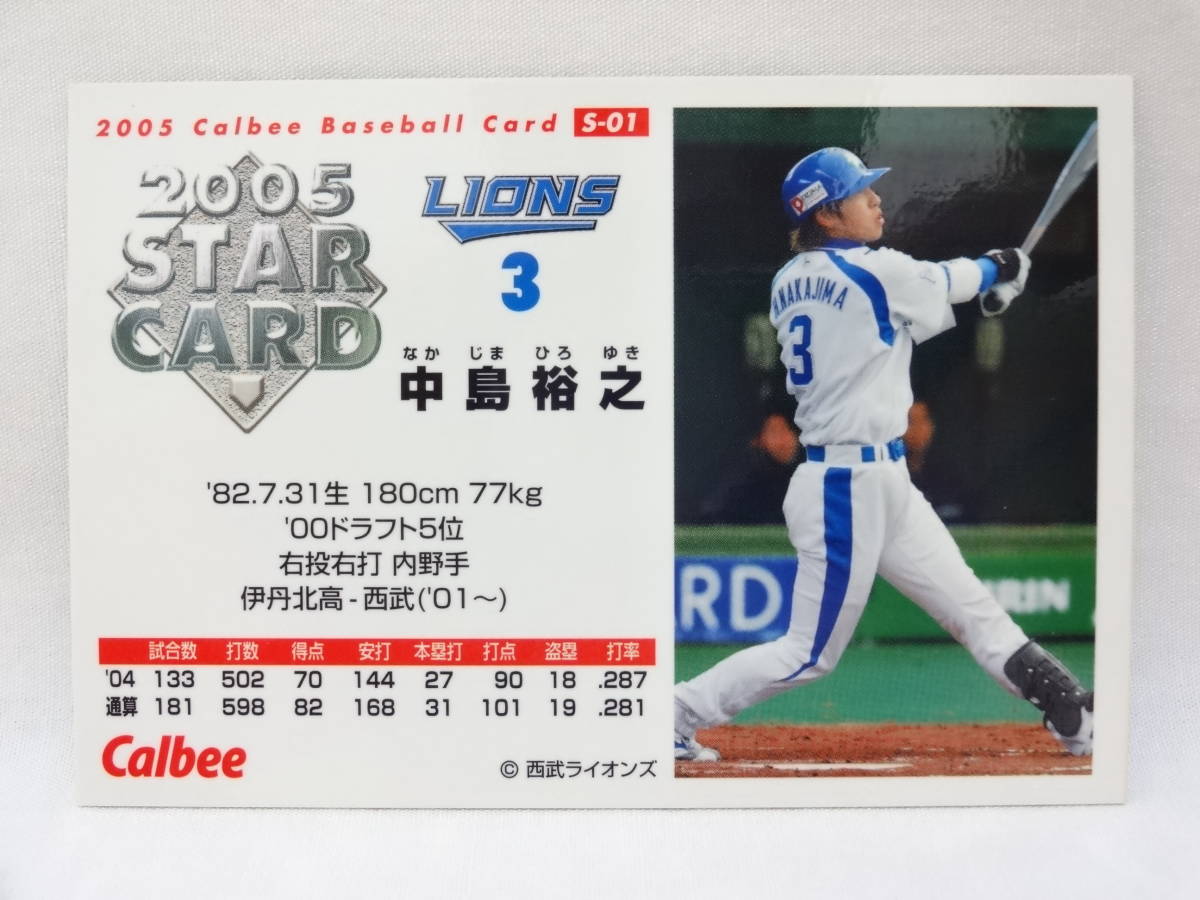 2005 Calbee Baseball Card S-01
2005
STAR
CARD
LIONS
3
なか じま ひろ ゆき
中島裕之
'82.7.31生 180cm 77kg
'00ドラフト5位
右投右打 内野手
伊丹北高-西武('01～)
試合数 打数 得点 安打 本塁打 打点 盗塁 打率
'04 133 502 70 144 27 90 18 .287
通算 181 598 82 168 31 101 19 .281
Calbee
© 西武ライオンズ
H.NAKAJIMA
3
RD
KIRIN